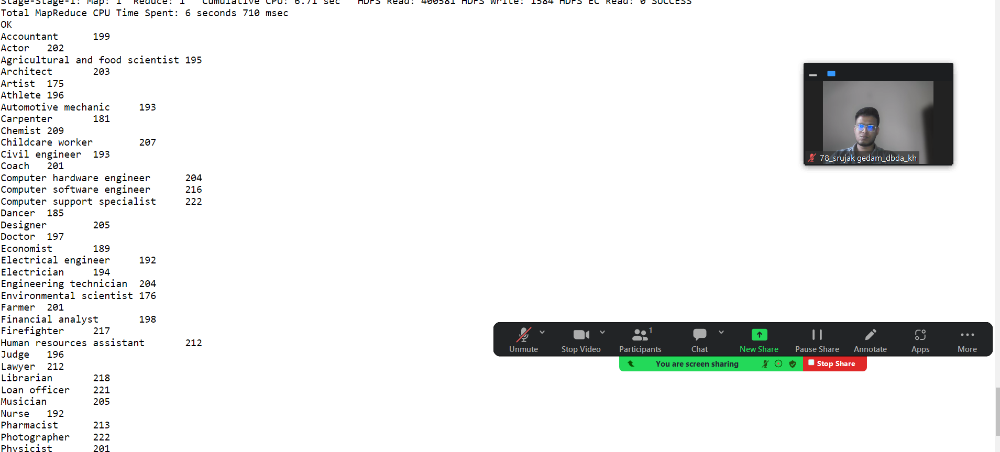 Stage-Stage-1: Map: 1  Reduce: 1   Cumulative CPU: 6.71 sec   HDFS Read: 400581 HDFS Write: 1584 HDFS EC Read: 0 SUCCESS
Total MapReduce CPU Time Spent: 6 seconds 710 msec
OK
Accountant	199
Actor	202
Agricultural and food scientist	195
Architect	203
Artist	175
Athlete	196
Automotive mechanic	193
Carpenter	181
Chemist	209
Childcare worker	207
Civil engineer	193
Coach	201
Computer hardware engineer	204
Computer software engineer	216
Computer support specialist	222
Dancer	185
Designer	205
Doctor	197
Economist	189
Electrical engineer	192
Electrician	194
Engineering technician	204
Environmental scientist	176
Farmer	201
Financial analyst	198
Firefighter	217
Human resources assistant	212
Judge	196
Lawyer	212
Librarian	218
Loan officer	221
Musician	205
Nurse	192
Pharmacist	213
Photographer	222
Physicist	201
78_srujak gedam_dbda_kh
1
Unmute Stop Video Participants Chat New Share Pause Share Annotate Apps More
You are screen sharing Stop Share